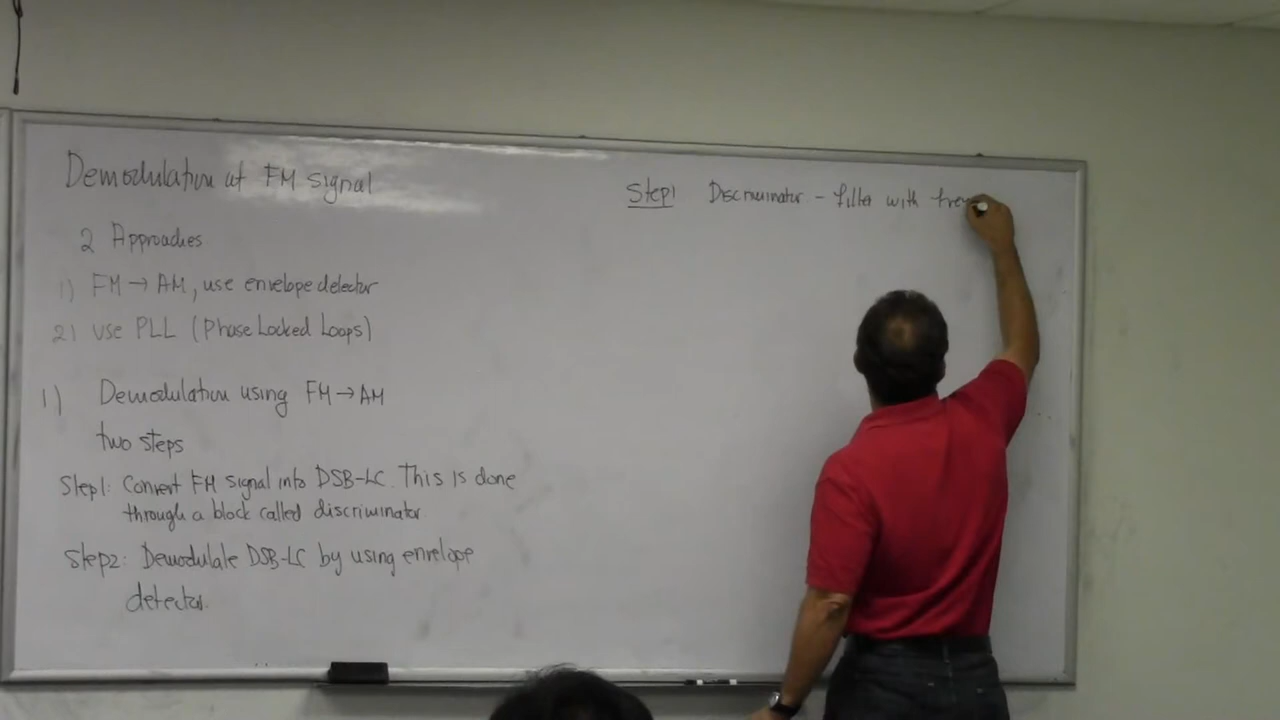 Demodulation of FM signal
2 Approaches
1) FM → AM, use envelope detector
2) use PLL (Phase Locked Loops)
1) Demodulation using FM → AM
two steps
Step1: Convert FM signal into DSB-LC. This is done
through a block called discriminator
Step2: Demodulate DSB-LC by using envelope
detector.
Step1 Discriminator - filter with